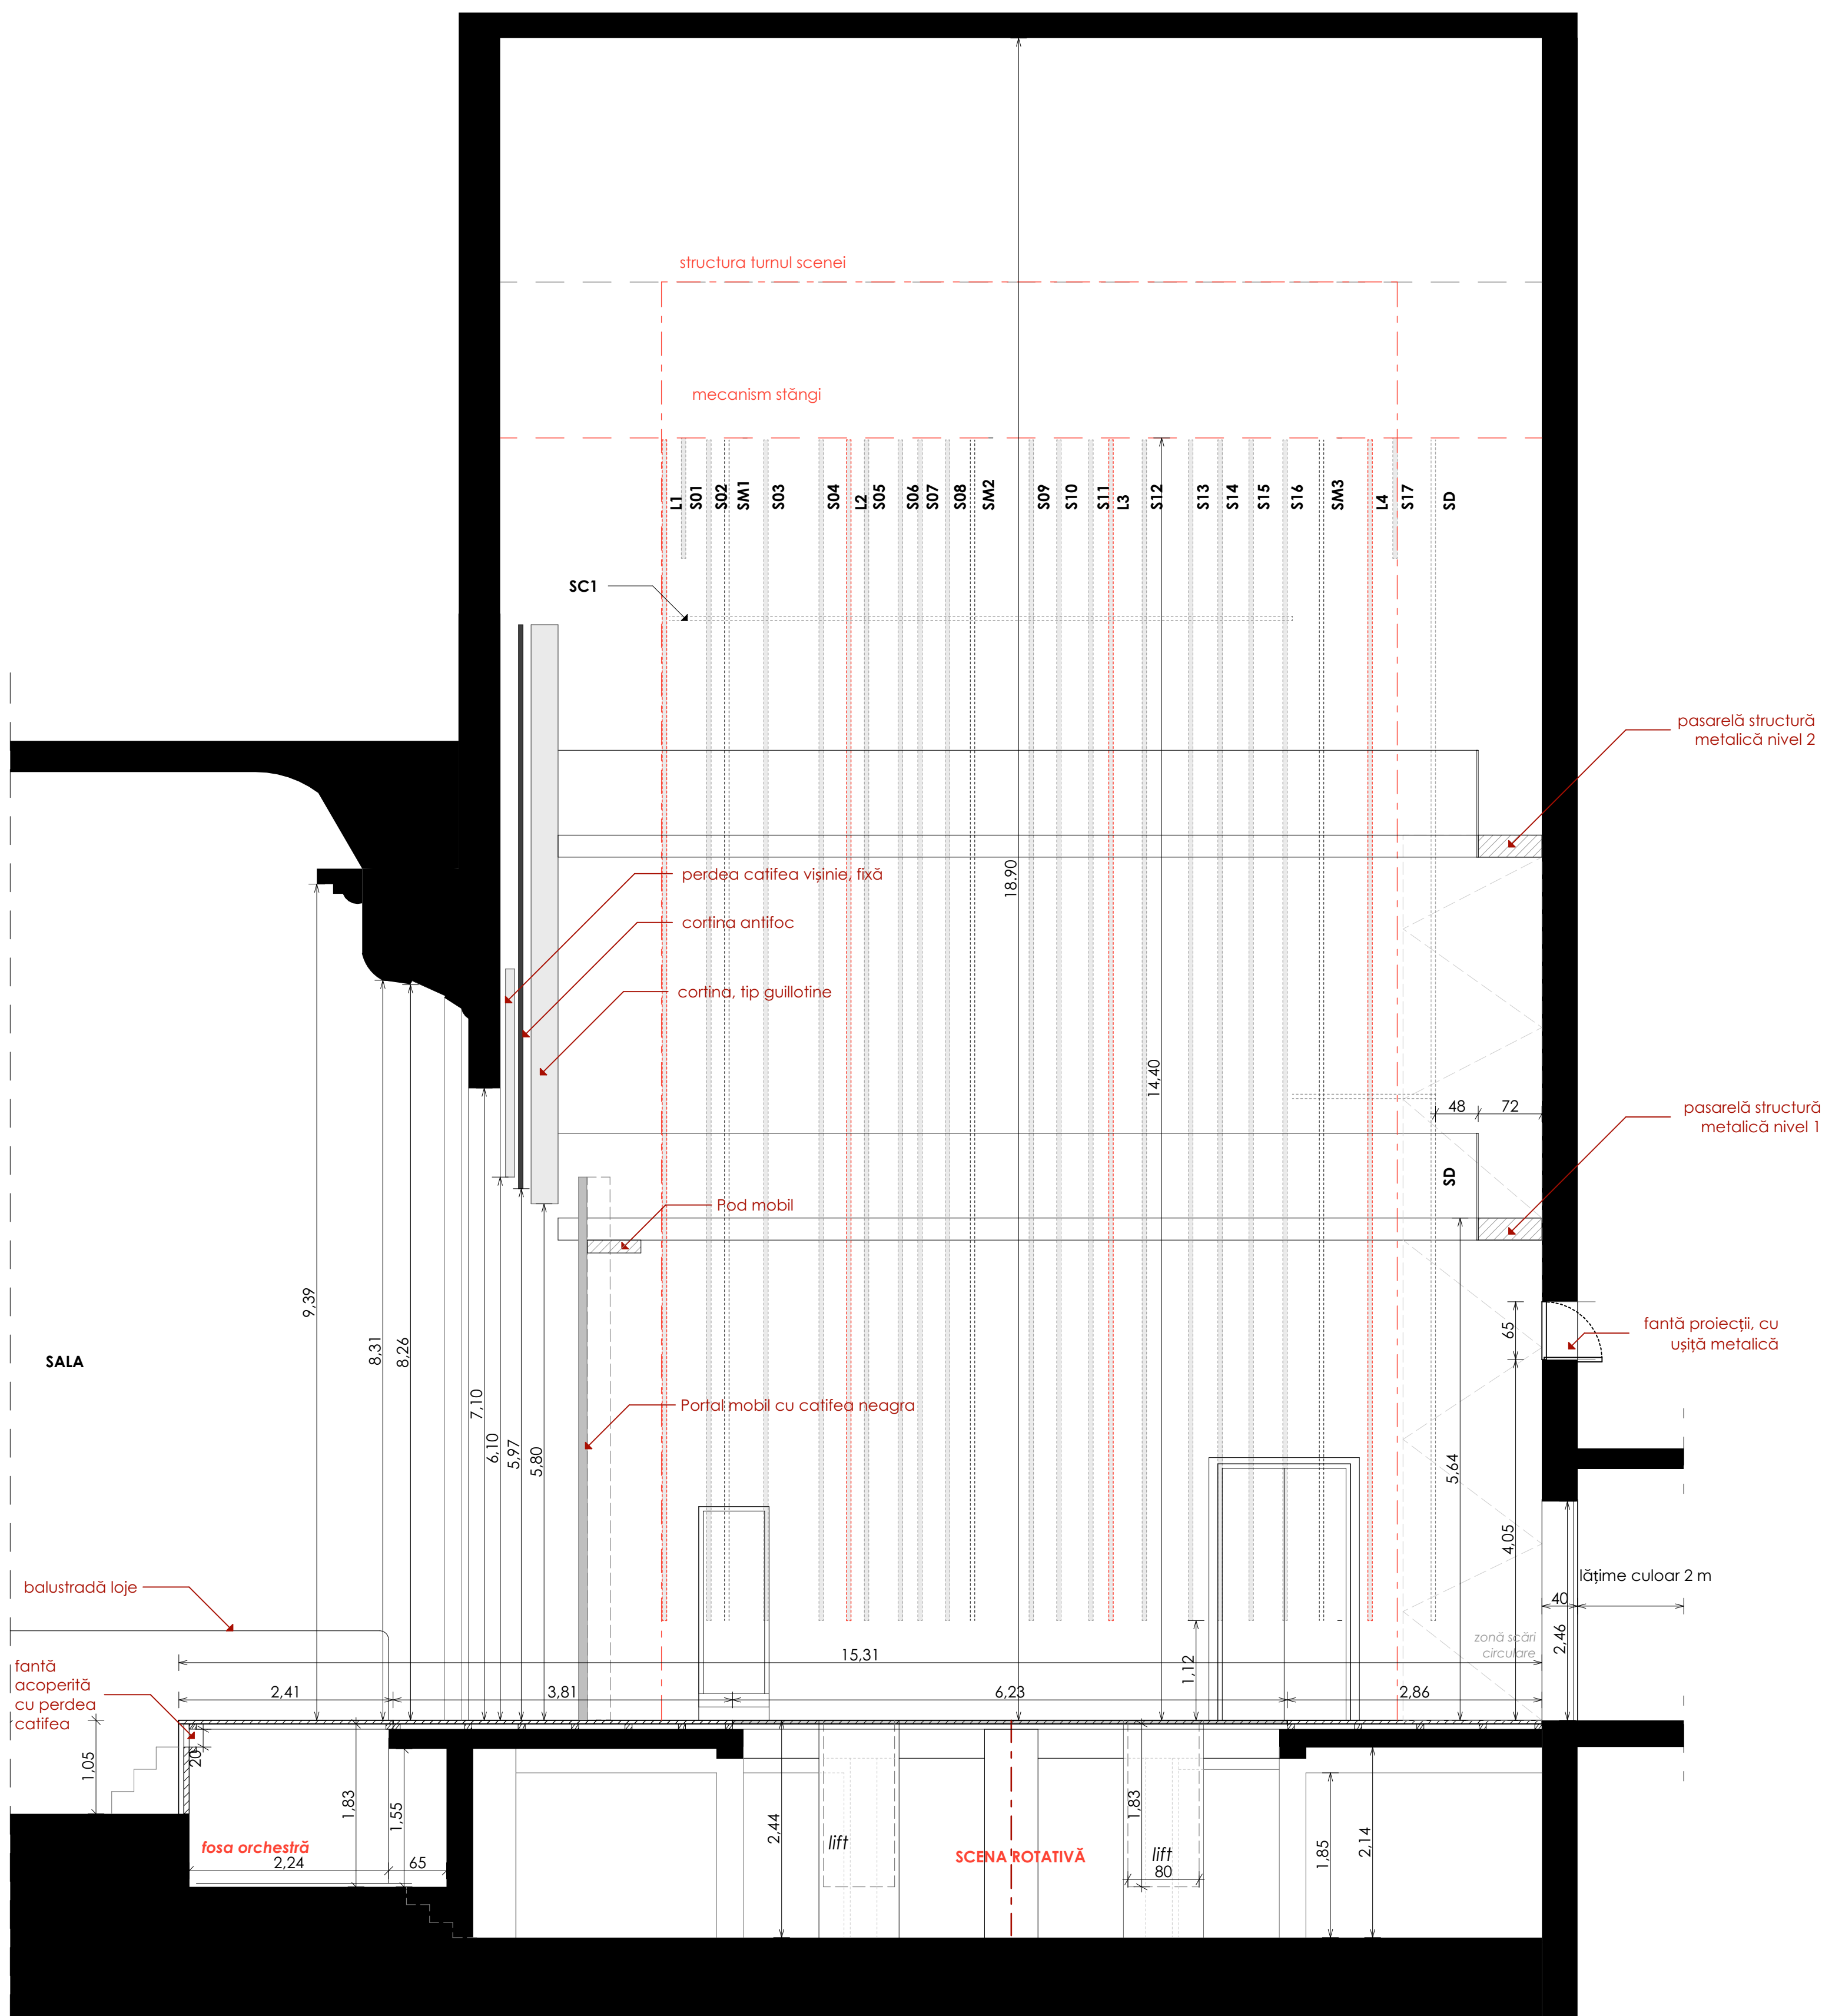 structura turnul scenei
mecanism stăngi
L1
S01
S02
SM1
S03
S04
L2
S05
S06
S07
S08
SM2
S09
S10
S11
L3
S12
S13
S14
S15
S16
SM3
L4
S17
SD
SC1
pasarelă structură
metalică nivel 2
18,90
perdea catifea vișinie, fixă
cortina antifoc
cortina, tip guillotine
14,40
48
72
pasarelă structură
metalică nivel 1
SD
Pod mobil
9,39
8,31
8,26
7,10
6,10
5,97
5,80
65
fantă proiecții, cu
ușiță metalică
SALA
Portal mobil cu catifea neagra
5,64
4,05
lățime culoar 2 m
40
2,46
balustradă loje
zonă scări
circulare
15,31
1,12
fantă
acoperită
cu perdea
catifea
2,41
3,81
6,23
2,86
1,05
20
1,83
1,55
2,44
lift
1,83
lift
80
1,85
2,14
fosa orchestră
2,24
65
SCENA ROTATIVĂ